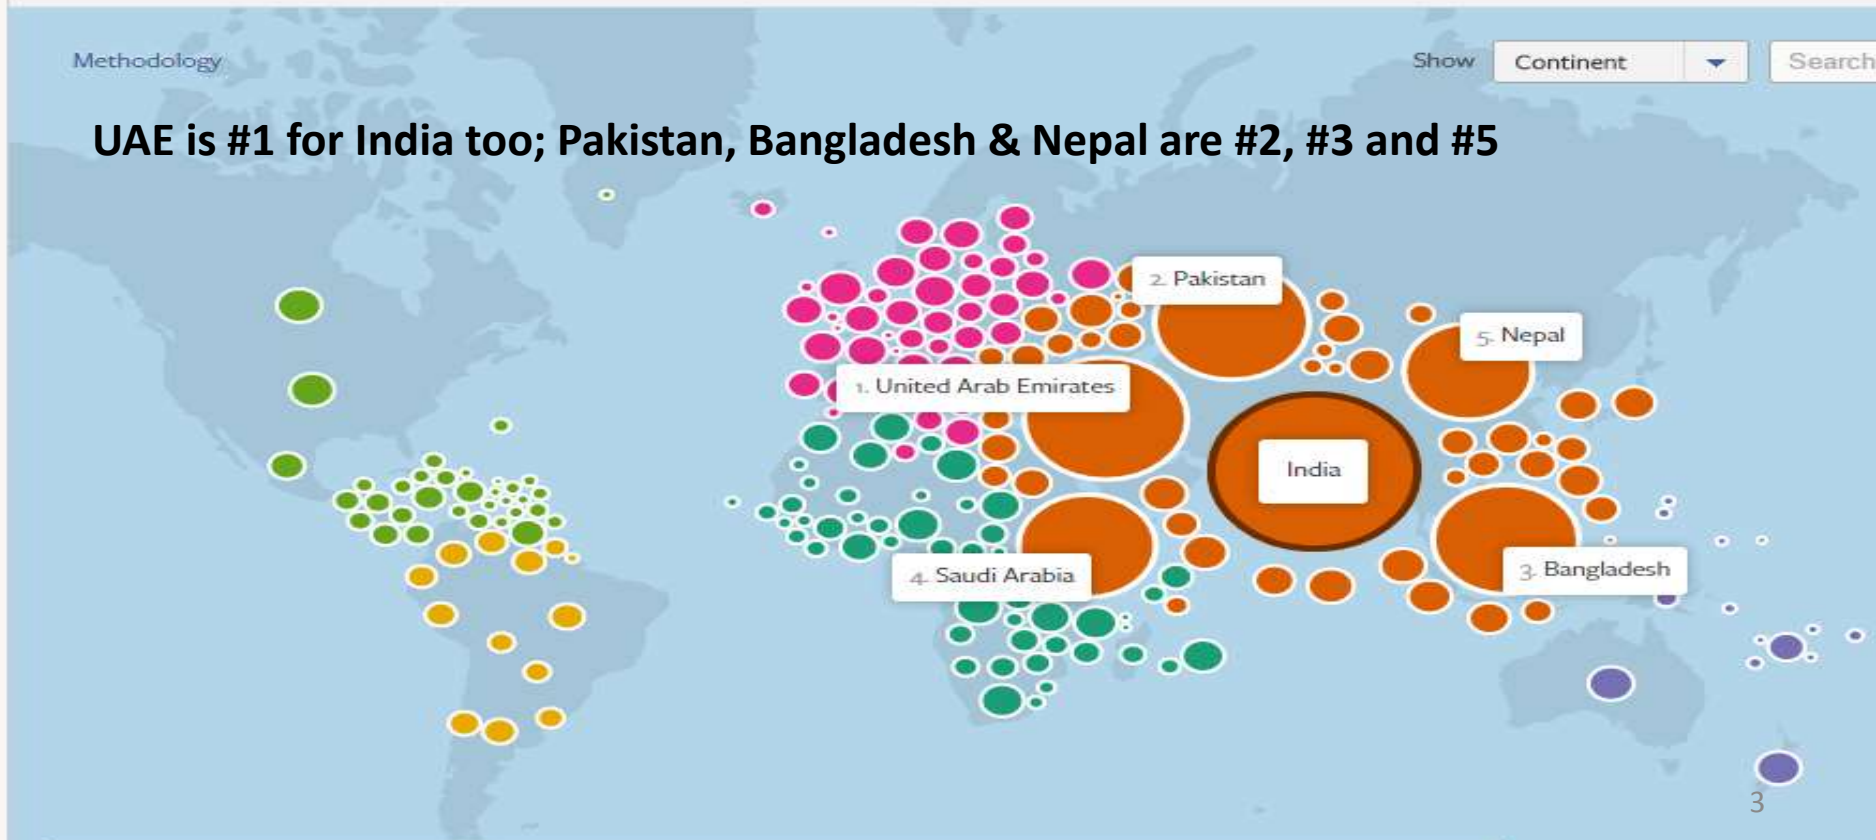 Methodology
Show Continent Search
UAE is #1 for India too; Pakistan, Bangladesh & Nepal are #2, #3 and #5
2. Pakistan
5. Nepal
1. United Arab Emirates
India
4. Saudi Arabia
3. Bangladesh
3